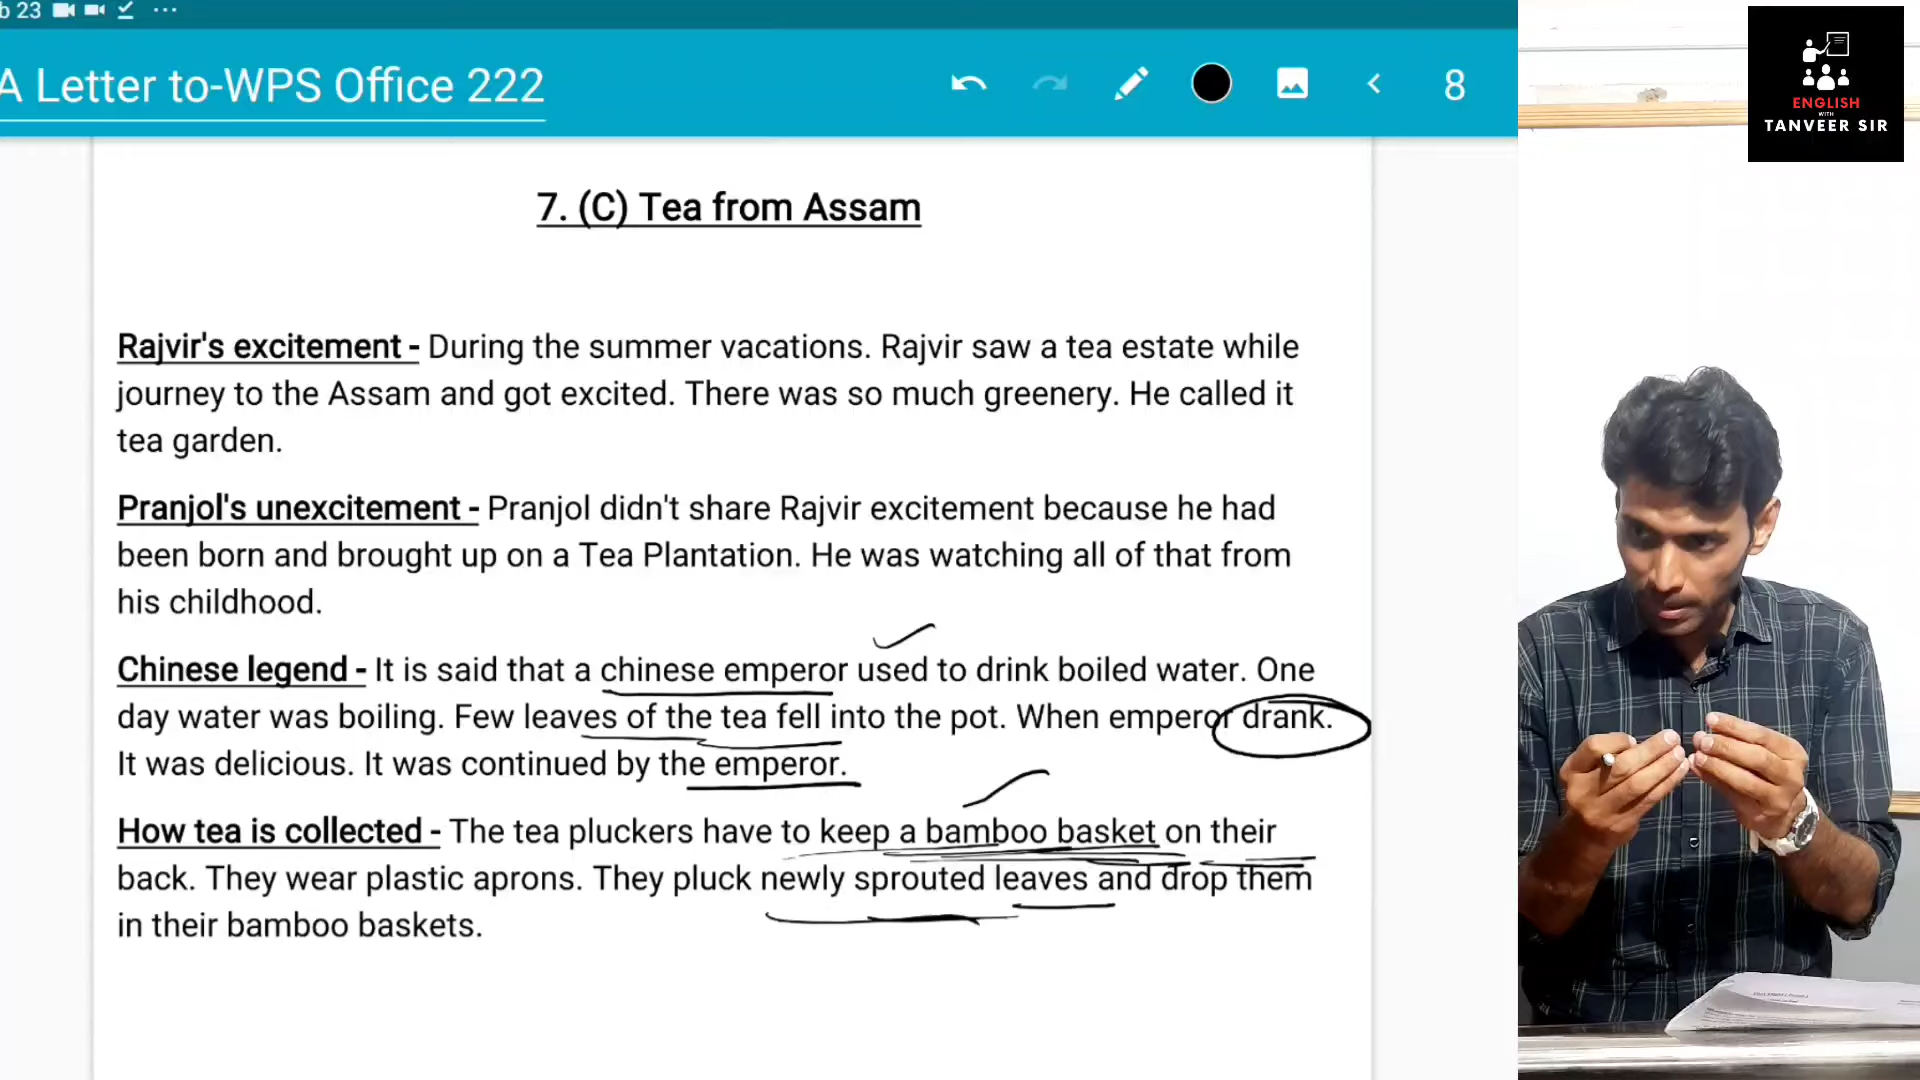 b 23
A Letter to-WPS Office 222
8
ENGLISH
WITH
TANVEER SIR
7. (C) Tea from Assam
Rajvir's excitement - During the summer vacations. Rajvir saw a tea estate while
journey to the Assam and got excited. There was so much greenery. He called it
tea garden.
Pranjol's unexcitement - Pranjol didn't share Rajvir excitement because he had
been born and brought up on a Tea Plantation. He was watching all of that from
his childhood.
Chinese legend - It is said that a chinese emperor used to drink boiled water. One
day water was boiling. Few leaves of the tea fell into the pot. When emperor drank.
It was delicious. It was continued by the emperor.
How tea is collected - The tea pluckers have to keep a bamboo basket on their
back. They wear plastic aprons. They pluck newly sprouted leaves and drop them
in their bamboo baskets.